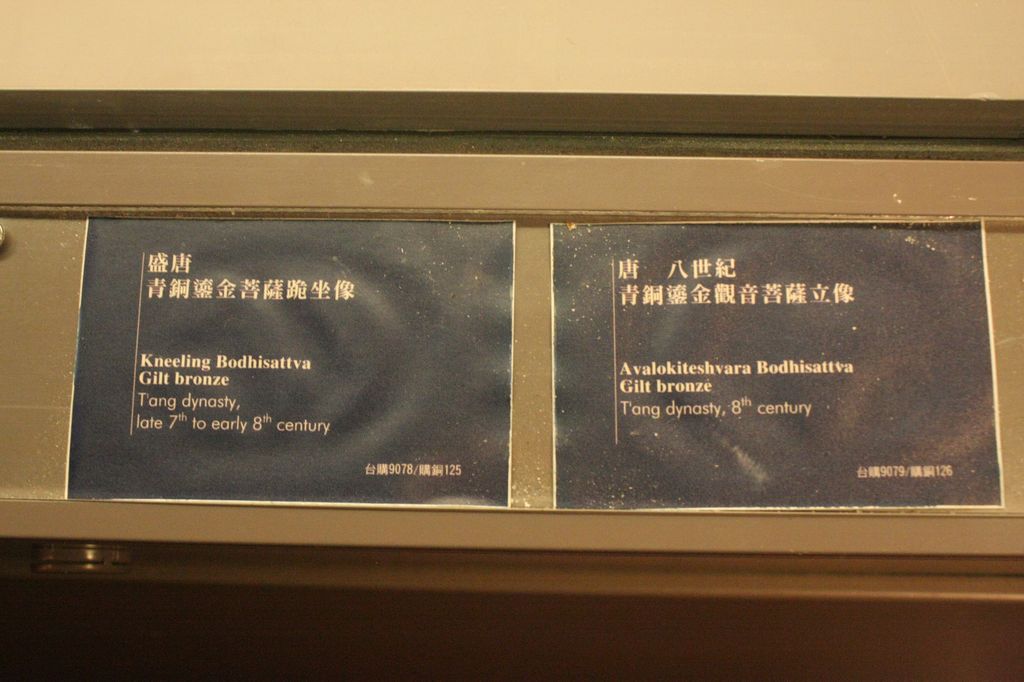 盛唐
青銅鎏金菩薩跪坐像
Kneeling Bodhisattva
Gilt bronze
T'ang dynasty,
late 7th to early 8th century
台購9078/購銅125
唐 八世紀
青銅鎏金觀音菩薩立像
Avalokiteshvara Bodhisattva
Gilt bronze
T'ang dynasty, 8th century
台購9079/購銅126